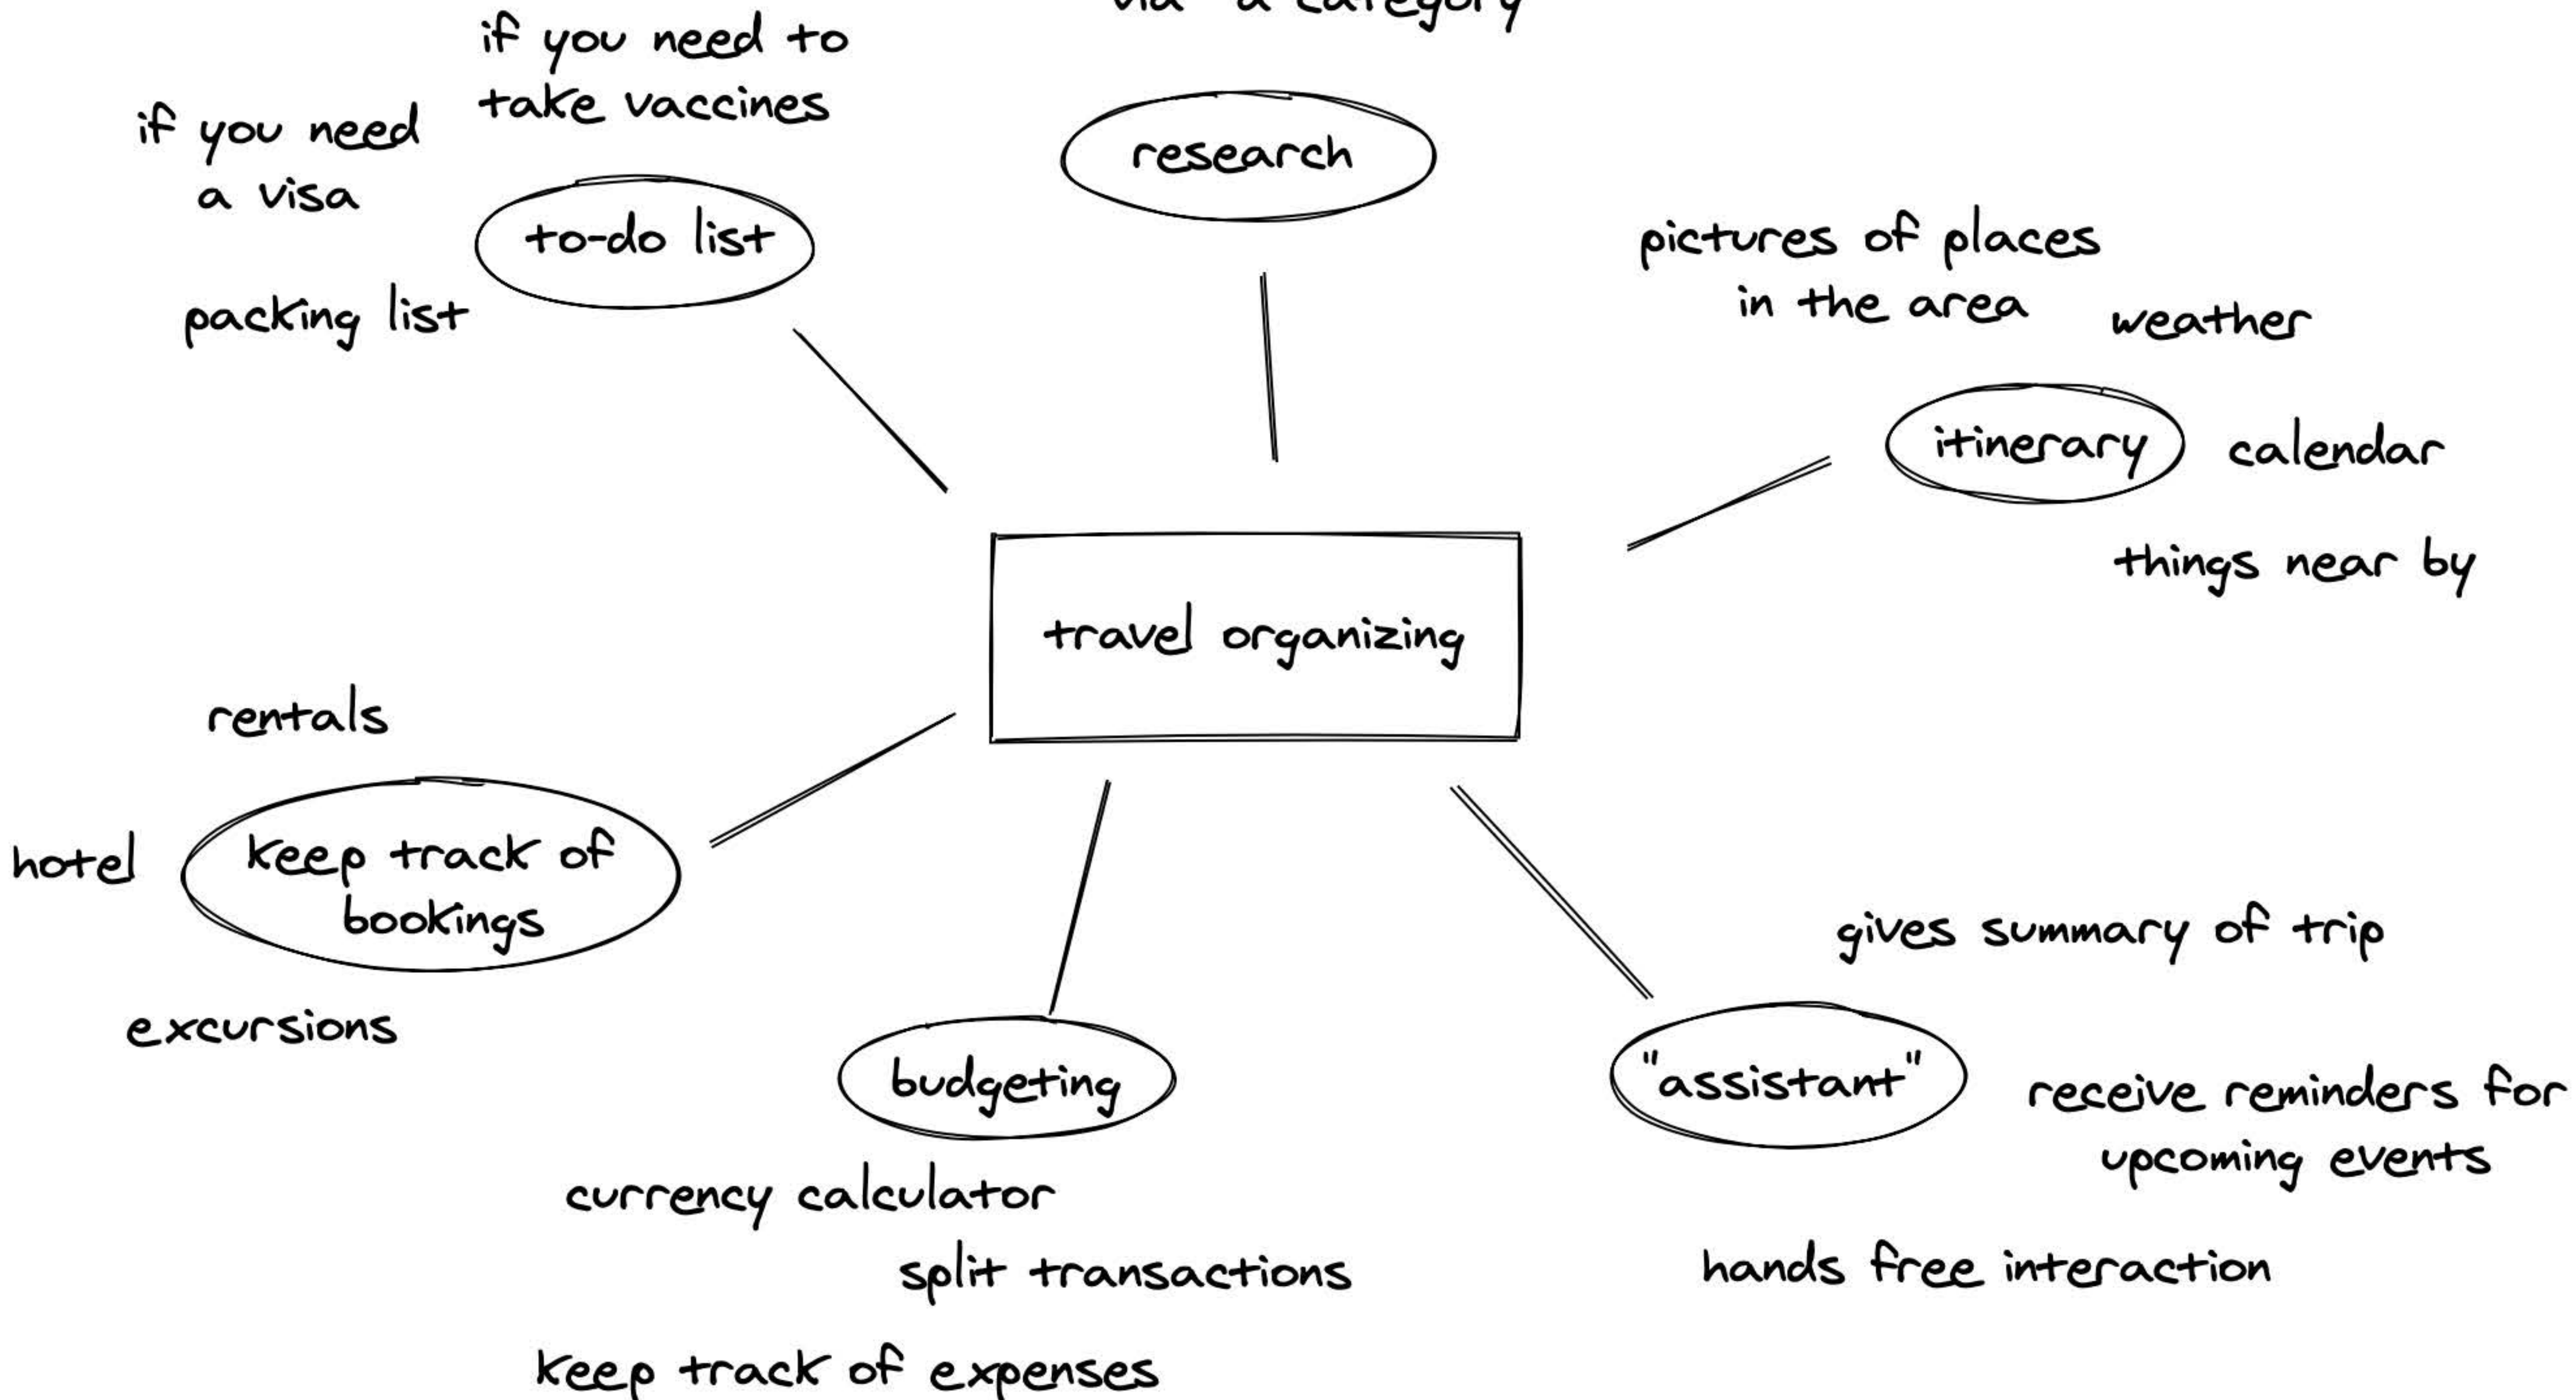 via a category
if you need to
take vaccines
if you need
a visa
to-do list
packing list
research
pictures of places
in the area
weather
itinerary
calendar
things near by
travel organizing
rentals
hotel
keep track of
bookings
excursions
budgeting
currency calculator
split transactions
keep track of expenses
gives summary of trip
"assistant"
receive reminders for
upcoming events
hands free interaction